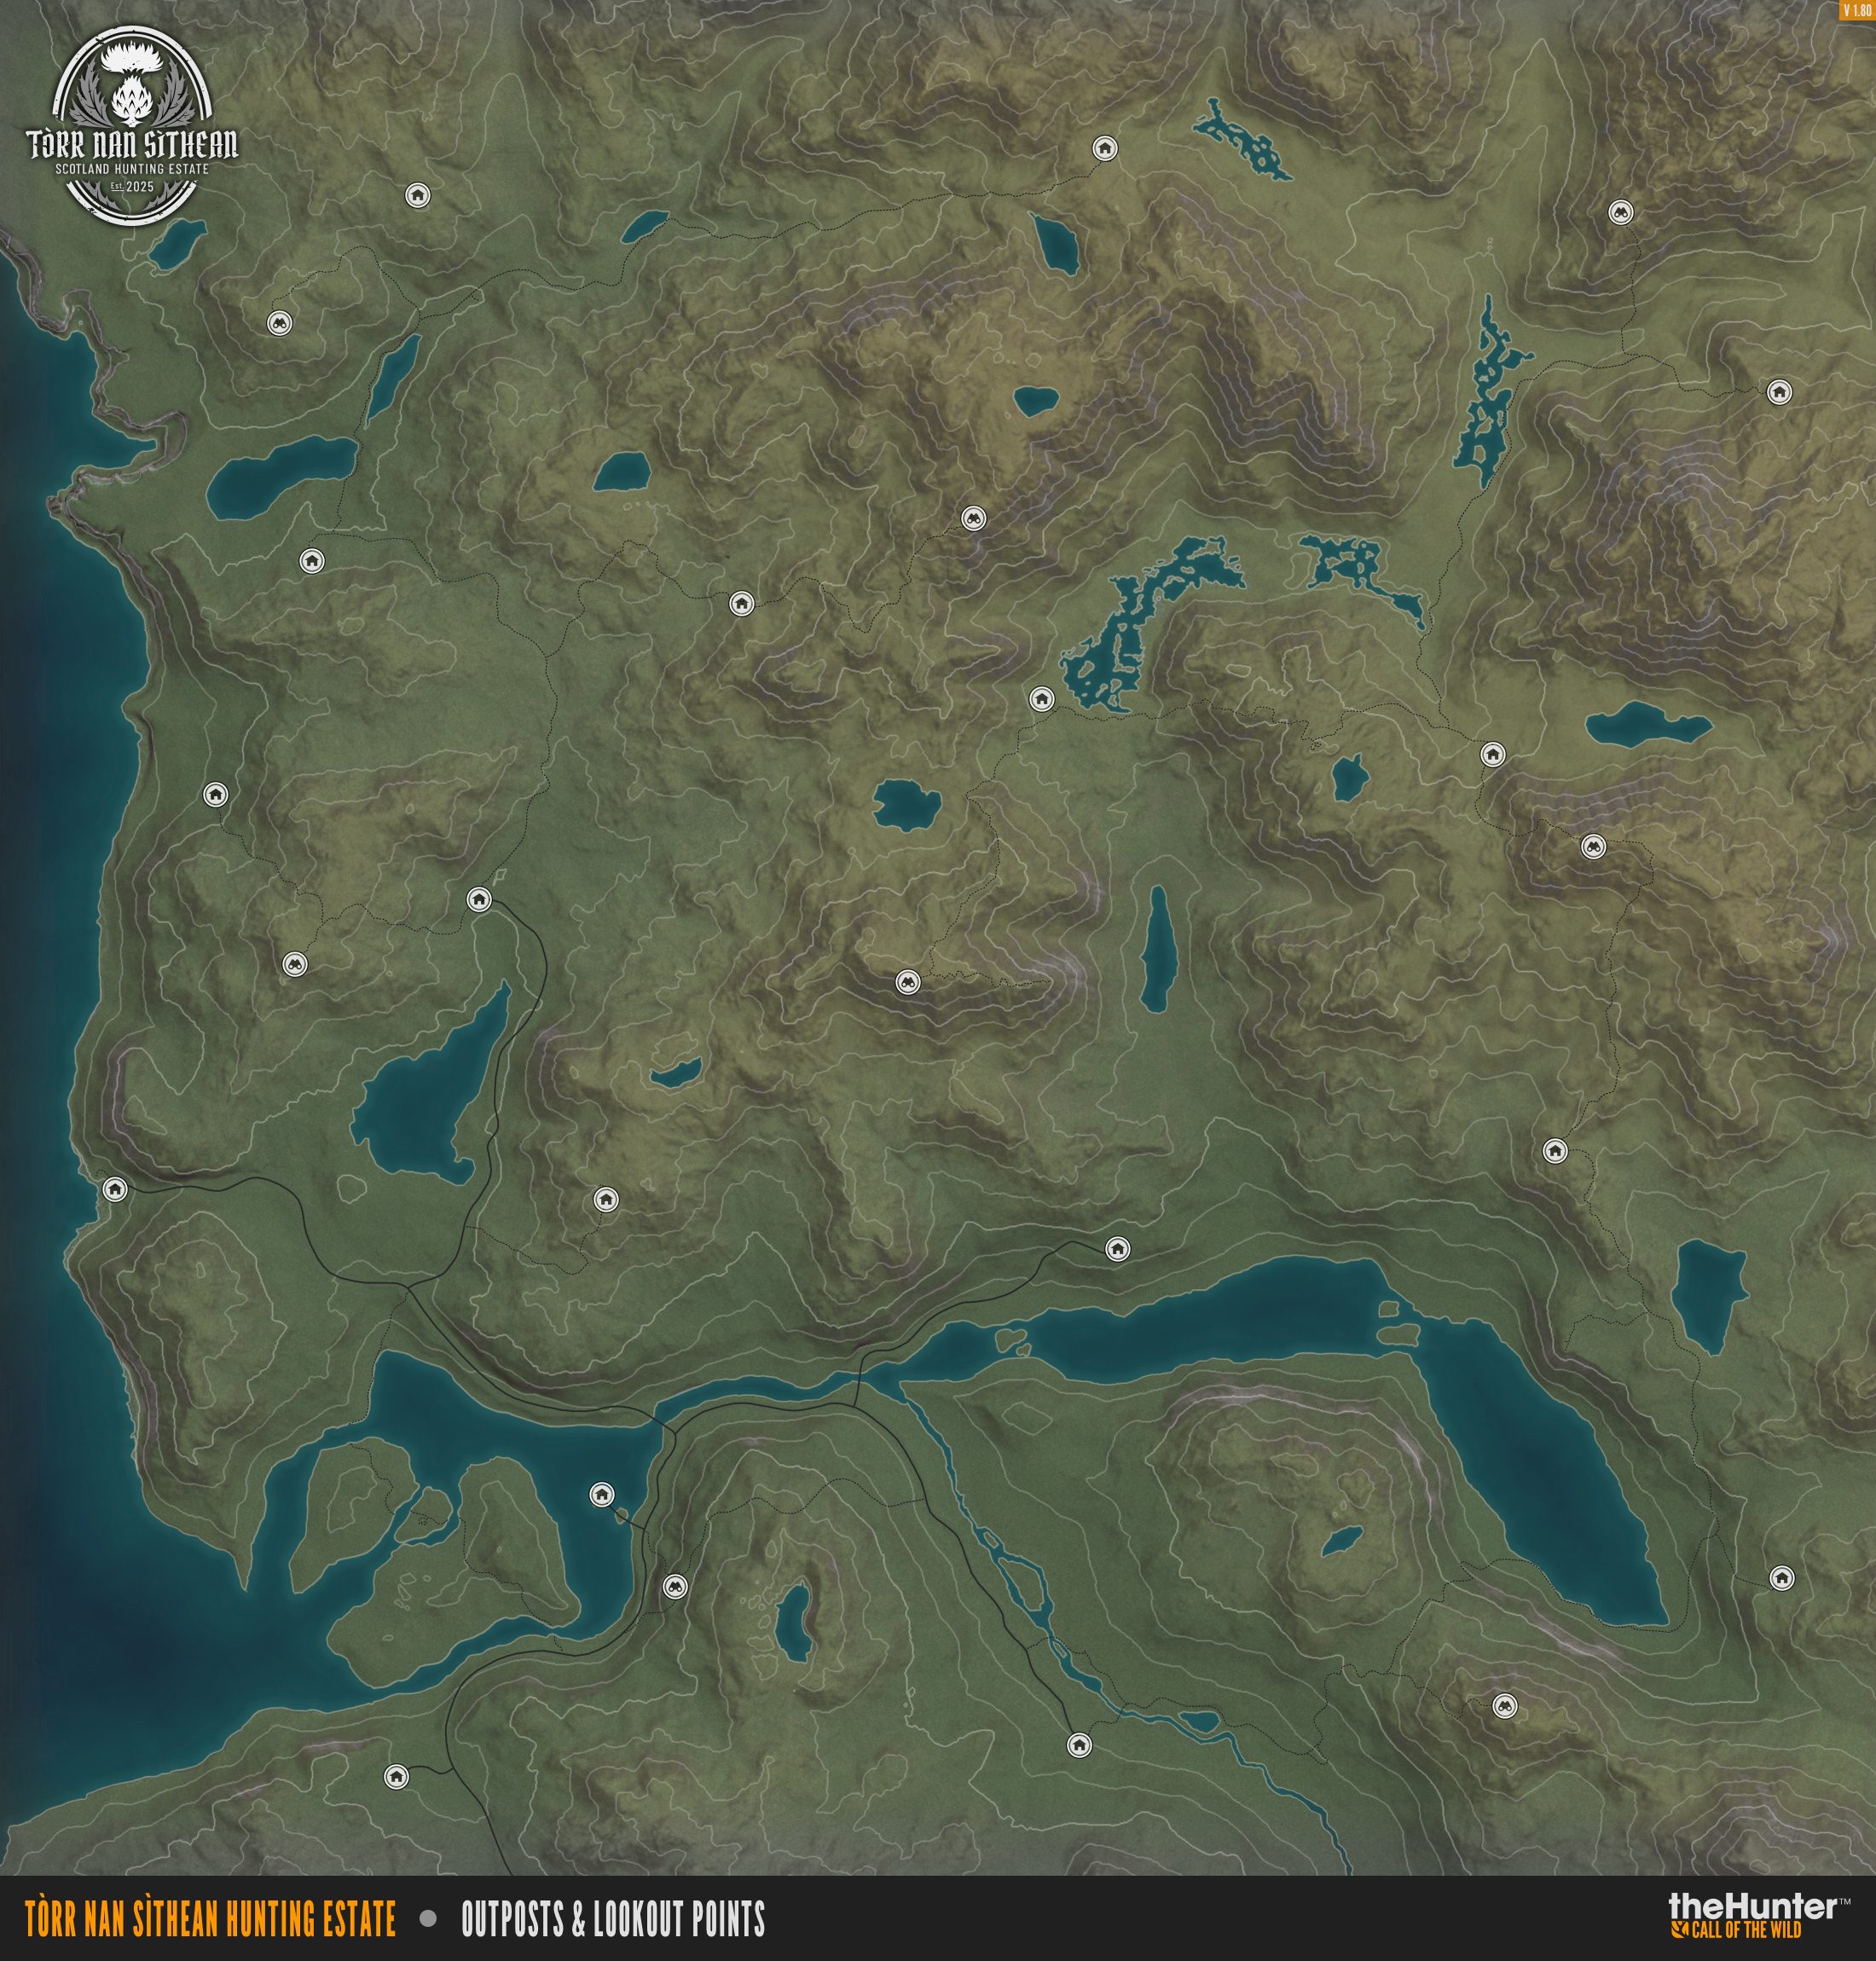 V 1.80
TÒRR NAN SÌTHEAN
SCOTLAND HUNTING ESTATE
Est. 2025
TÒRR NAN SÌTHEAN HUNTING ESTATE • OUTPOSTS & LOOKOUT POINTS
theHunter™
CALL OF THE WILD